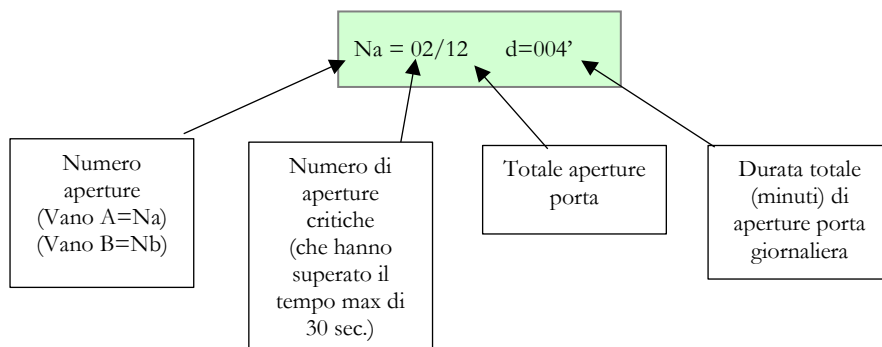 Na = 02/12 d=004’
Numero
aperture
(Vano A=Na)
(Vano B=Nb)
Numero di
aperture
critiche
(che hanno
superato il
tempo max di
30 sec.)
Totale aperture
porta
Durata totale
(minuti) di
aperture porta
giornaliera